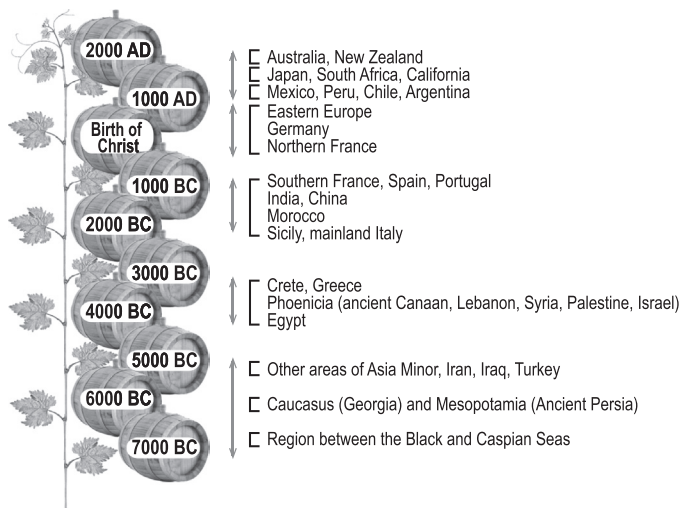 2000 AD
1000 AD
Birth of
Christ
1000 BC
2000 BC
3000 BC
4000 BC
5000 BC
6000 BC
7000 BC
Australia, New Zealand
Japan, South Africa, California
Mexico, Peru, Chile, Argentina
Eastern Europe
Germany
Northern France
Southern France, Spain, Portugal
India, China
Morocco
Sicily, mainland Italy
Crete, Greece
Phoenicia (ancient Canaan, Lebanon, Syria, Palestine, Israel)
Egypt
Other areas of Asia Minor, Iran, Iraq, Turkey
Caucasus (Georgia) and Mesopotamia (Ancient Persia)
Region between the Black and Caspian Seas